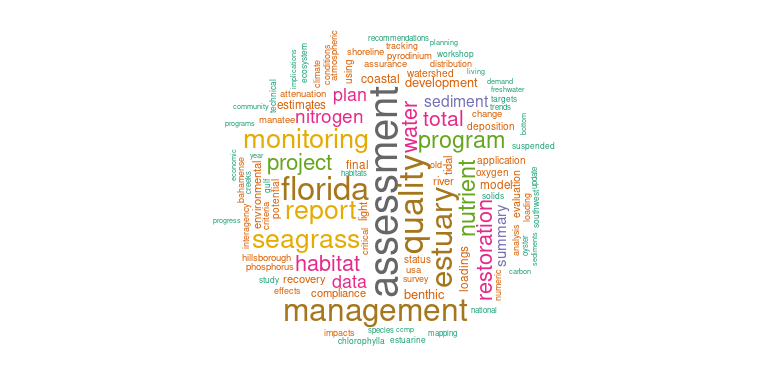 recommendations
planning
tracking
shoreline
pyrodinium
workshop
ecosystem
implications
conditions
atmospheric
climate
using
assurance
distribution
living
coastal
watershed
development
demand
freshwater
technical
attenuation
plan
estimates
sediment
targets
trends
community
manatee
nitrogen
water
total
change
bottom
programs
deposition
monitoring
assessment
program
suspended
economic
year
project
final
habitats
quality
old
tidal
application
oxygen
bahamense
creeks
gulf
environmental
potential
florida
river
model
nutrient
solids
evaluation
update
southwest
criteria
report
light
estuary
restoration
summary
loading
progress
interagency
seagrass
critical
analysis
oyster
sediments
hillsborough
phosphorus
habitat
status
usa
loadings
numeric
carbon
study
recovery
data
survey
effects
compliance
benthic
management
national
impacts
species
ccmp
mapping
chlorophylla
estuarine